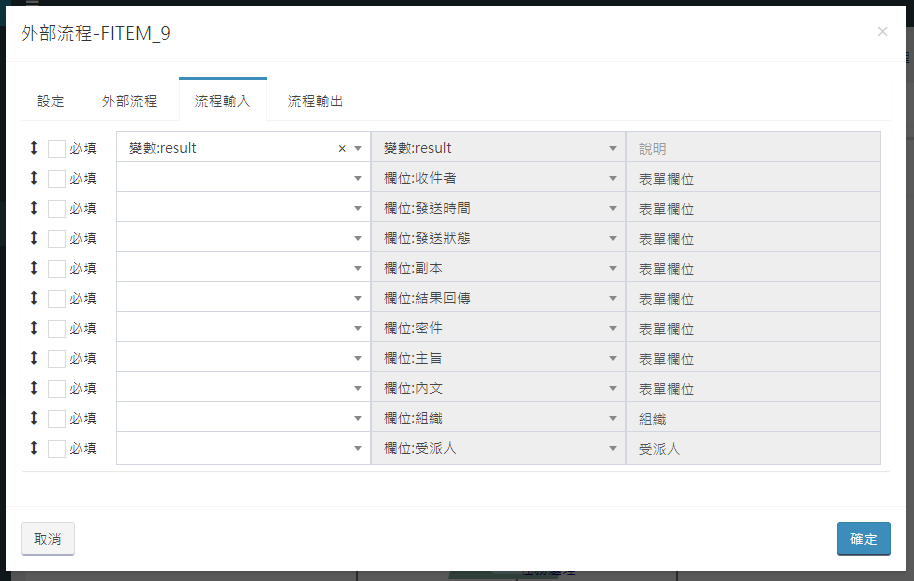 外部流程-FITEM_9
×
設定 外部流程 流程輸入 流程輸出
必填 變數:result × 變數:result 說明
必填 欄位:收件者 表單欄位
必填 欄位:發送時間 表單欄位
必填 欄位:發送狀態 表單欄位
必填 欄位:副本 表單欄位
必填 欄位:結果回傳 表單欄位
必填 欄位:密件 表單欄位
必填 欄位:主旨 表單欄位
必填 欄位:內文 表單欄位
必填 欄位:組織 組織
必填 欄位:受派人 受派人
取消 確定